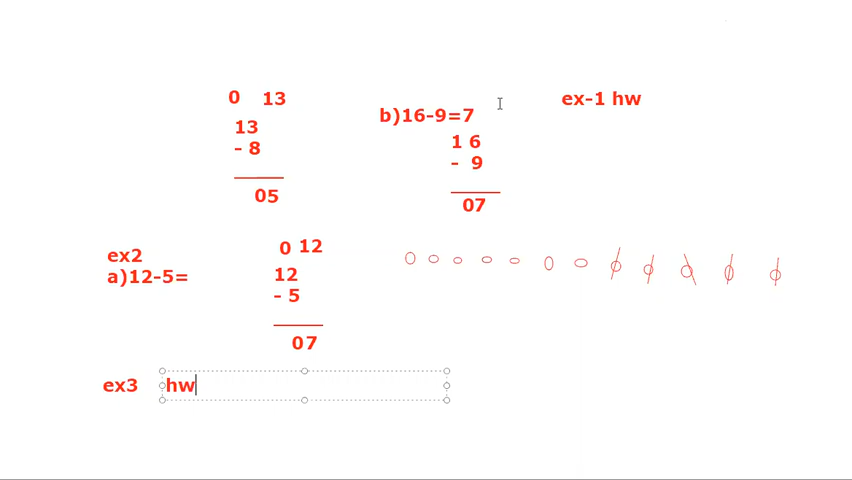 0 13
13
- 8
05
b)16-9=7
1 6
- 9
07
ex-1 hw
ex2
a)12-5=
0 12
12
- 5
07
ex3 hw